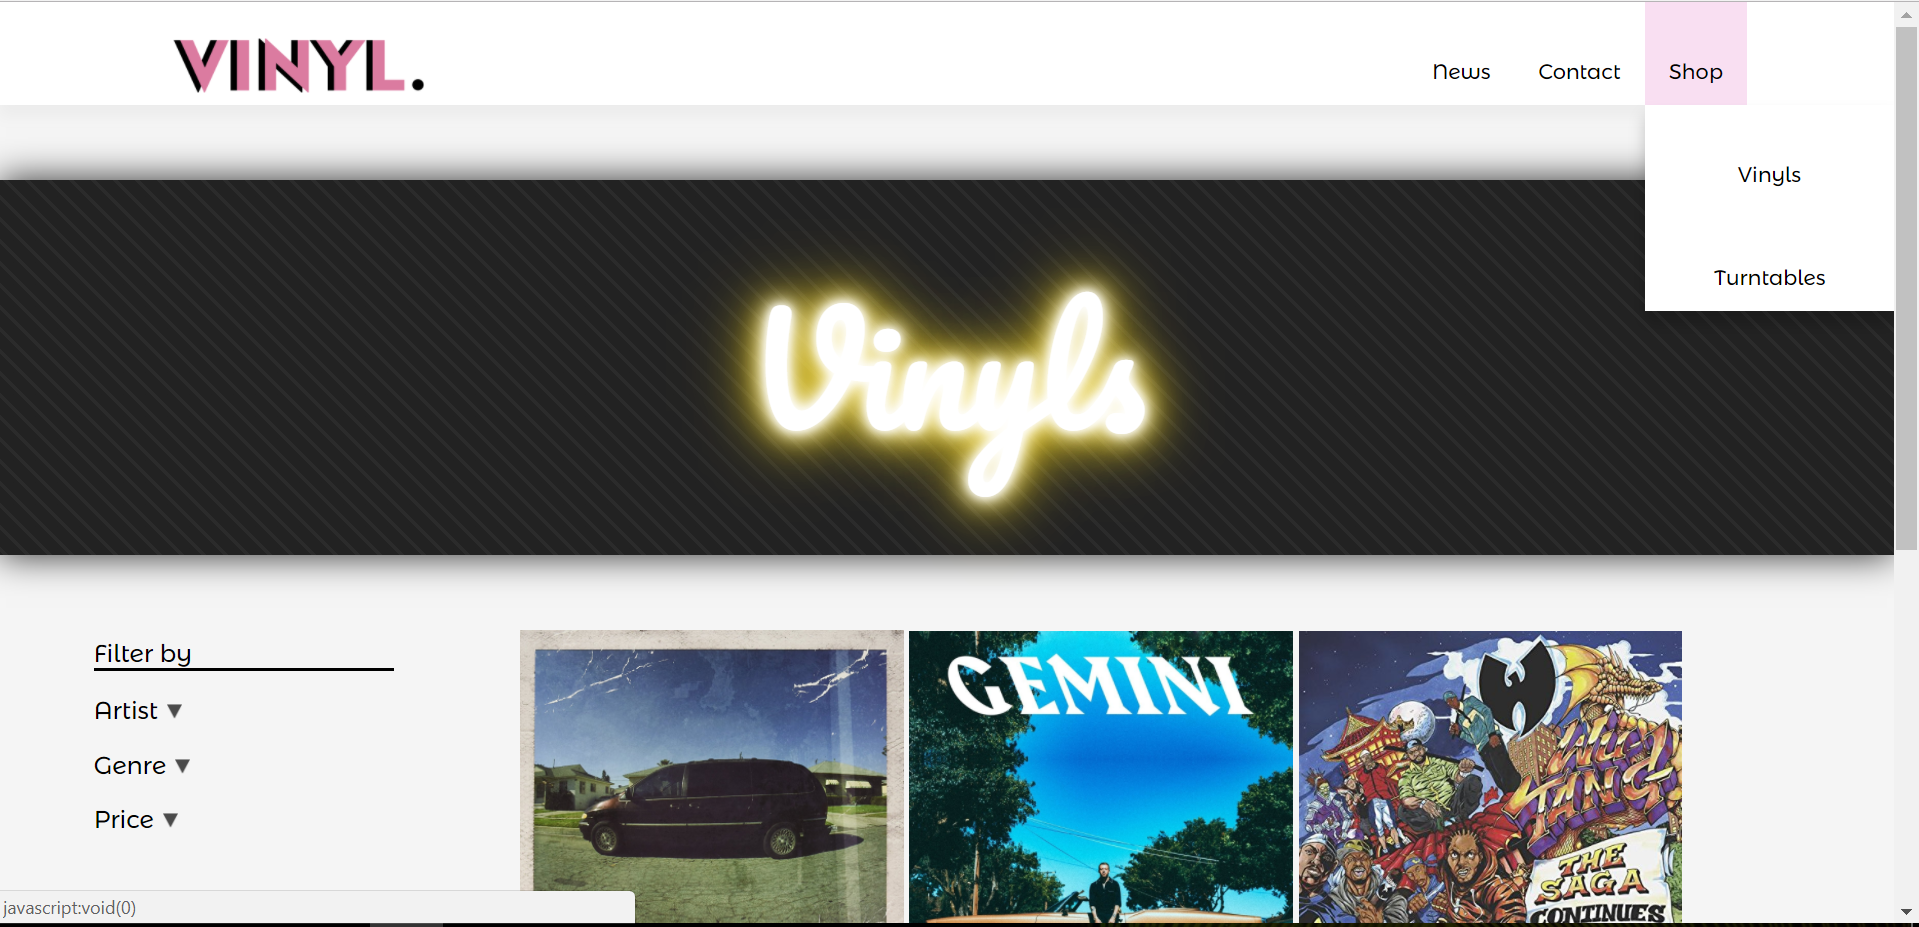 VINYL.
News Contact Shop
Vinyls
Turntables
Vinyls
Filter by
Artist ▼
Genre ▼
Price ▼
GEMINI
W
WU
TANG
THE
SAGA
CONTINUES
javascript:void(0)